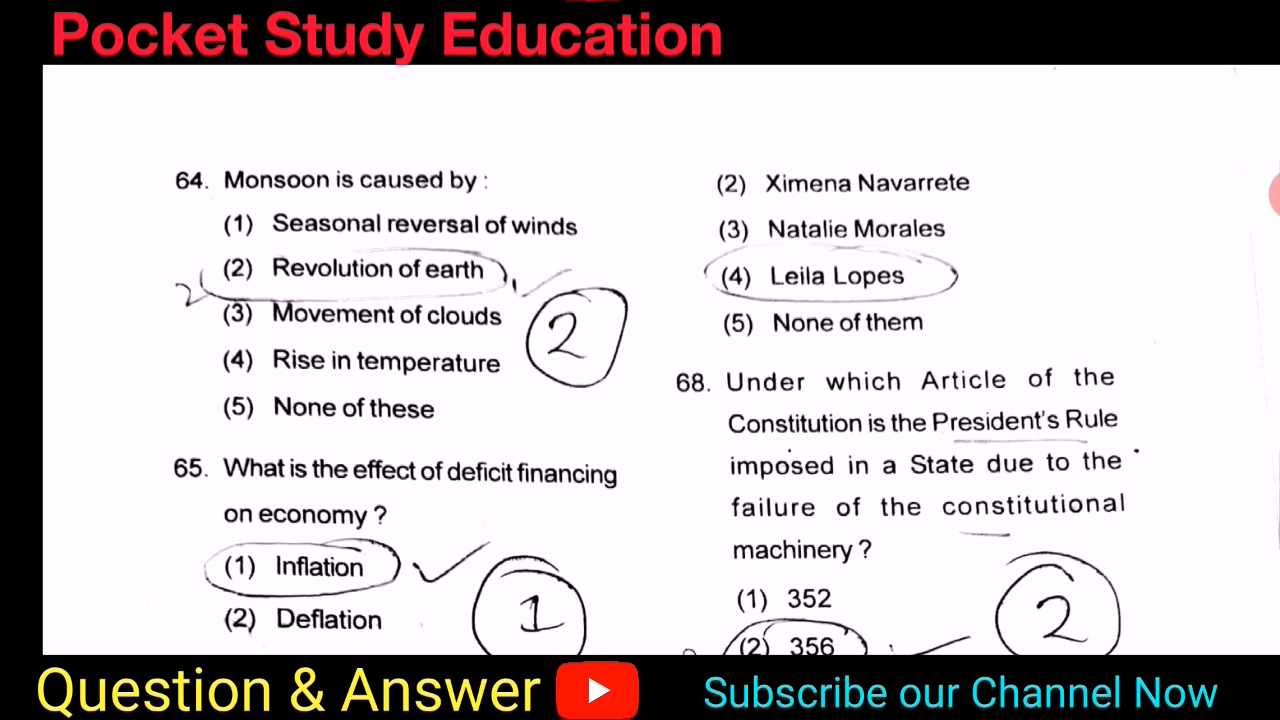 Pocket Study Education
64. Monsoon is caused by :
(1) Seasonal reversal of winds
(2) Revolution of earth
2
(3) Movement of clouds
2
(4) Rise in temperature
(5) None of these
65. What is the effect of deficit financing
on economy ?
(1) Inflation
1
(2) Deflation
(2) Ximena Navarrete
(3) Natalie Morales
(4) Leila Lopes
(5) None of them
68. Under which Article of the
Constitution is the President's Rule
imposed in a State due to the
failure of the constitutional
machinery ?
(1) 352
2
(2) 356
Question & Answer
Subscribe our Channel Now